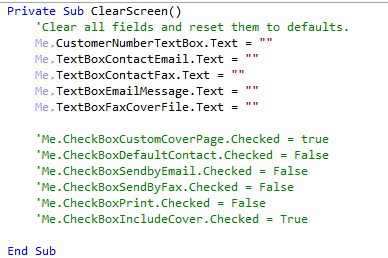 Private Sub ClearScreen()
'Clear all fields and reset them to defaults.
Me.CustomerNumberTextBox.Text = ""
Me.TextBoxContactEmail.Text = ""
Me.TextBoxContactFax.Text = ""
Me.TextBoxEmailMessage.Text = ""
Me.TextBoxFaxCoverFile.Text = ""
'Me.CheckBoxCustomCoverPage.Checked = true
'Me.CheckBoxDefaultContact.Checked = False
'Me.CheckBoxSendbyEmail.Checked = False
'Me.CheckBoxSendByFax.Checked = False
'Me.CheckBoxPrint.Checked = False
'Me.CheckBoxIncludeCover.Checked = True
End Sub